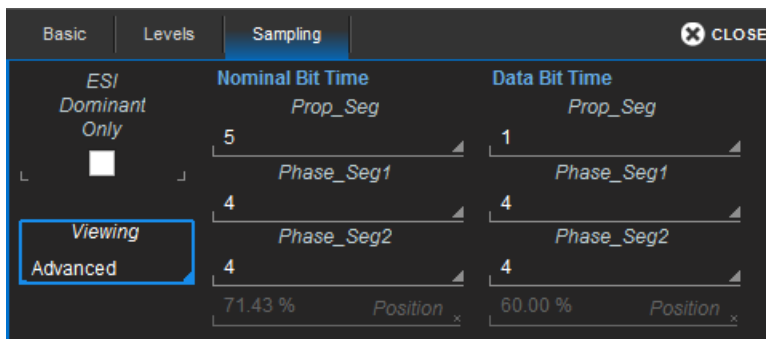 Basic Levels Sampling CLOSE
ESI
Dominant
Only
Viewing
Advanced
Nominal Bit Time
Prop_Seg
5
Phase_Seg1
4
Phase_Seg2
4
71.43 % Position
Data Bit Time
Prop_Seg
1
Phase_Seg1
4
Phase_Seg2
4
60.00 % Position